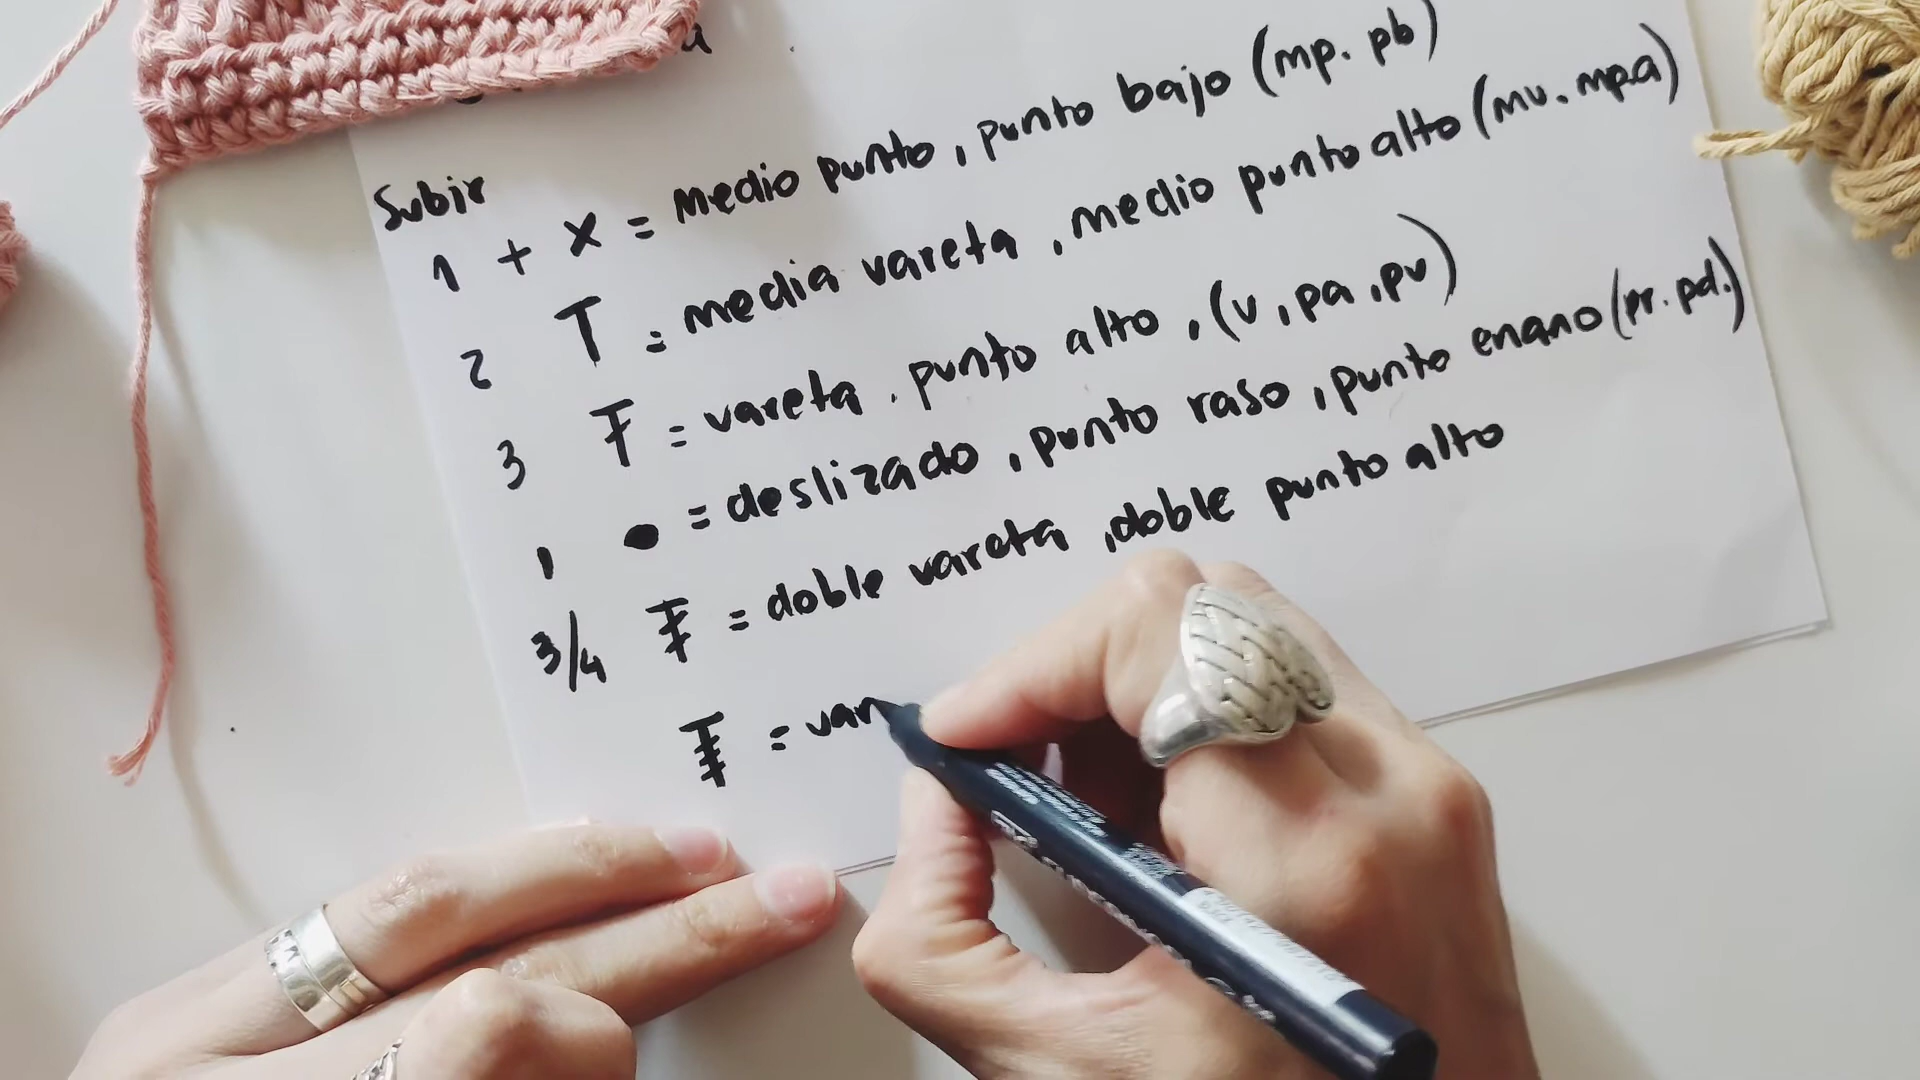 Subir
1 + x = medio punto, punto bajo (mp. pb)
2 T = media vareta, medio punto alto (mv. mpa)
3 Ŧ = vareta. punto alto, (v, pa, pv)
1 • = deslizado, punto raso, punto enano (pr. pd.)
3/4 = doble vareta, doble punto alto
= var